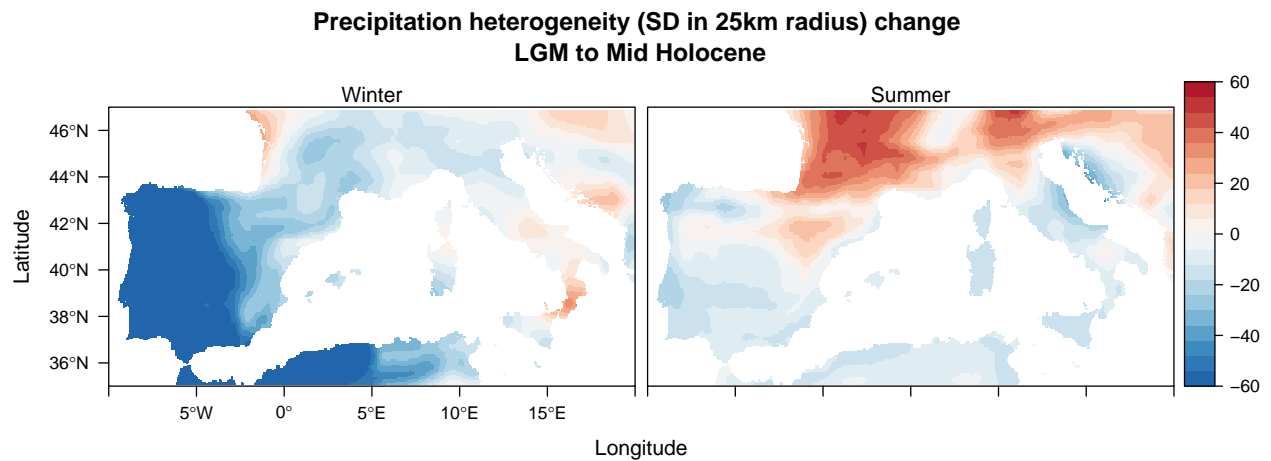 Precipitation heterogeneity (SD in 25km radius) change
LGM to Mid Holocene
Winter
Summer
46°N
44°N
42°N
40°N
38°N
36°N
Latitude
5°W
0°
5°E
10°E
15°E
Longitude
60
40
20
0
−20
−40
−60